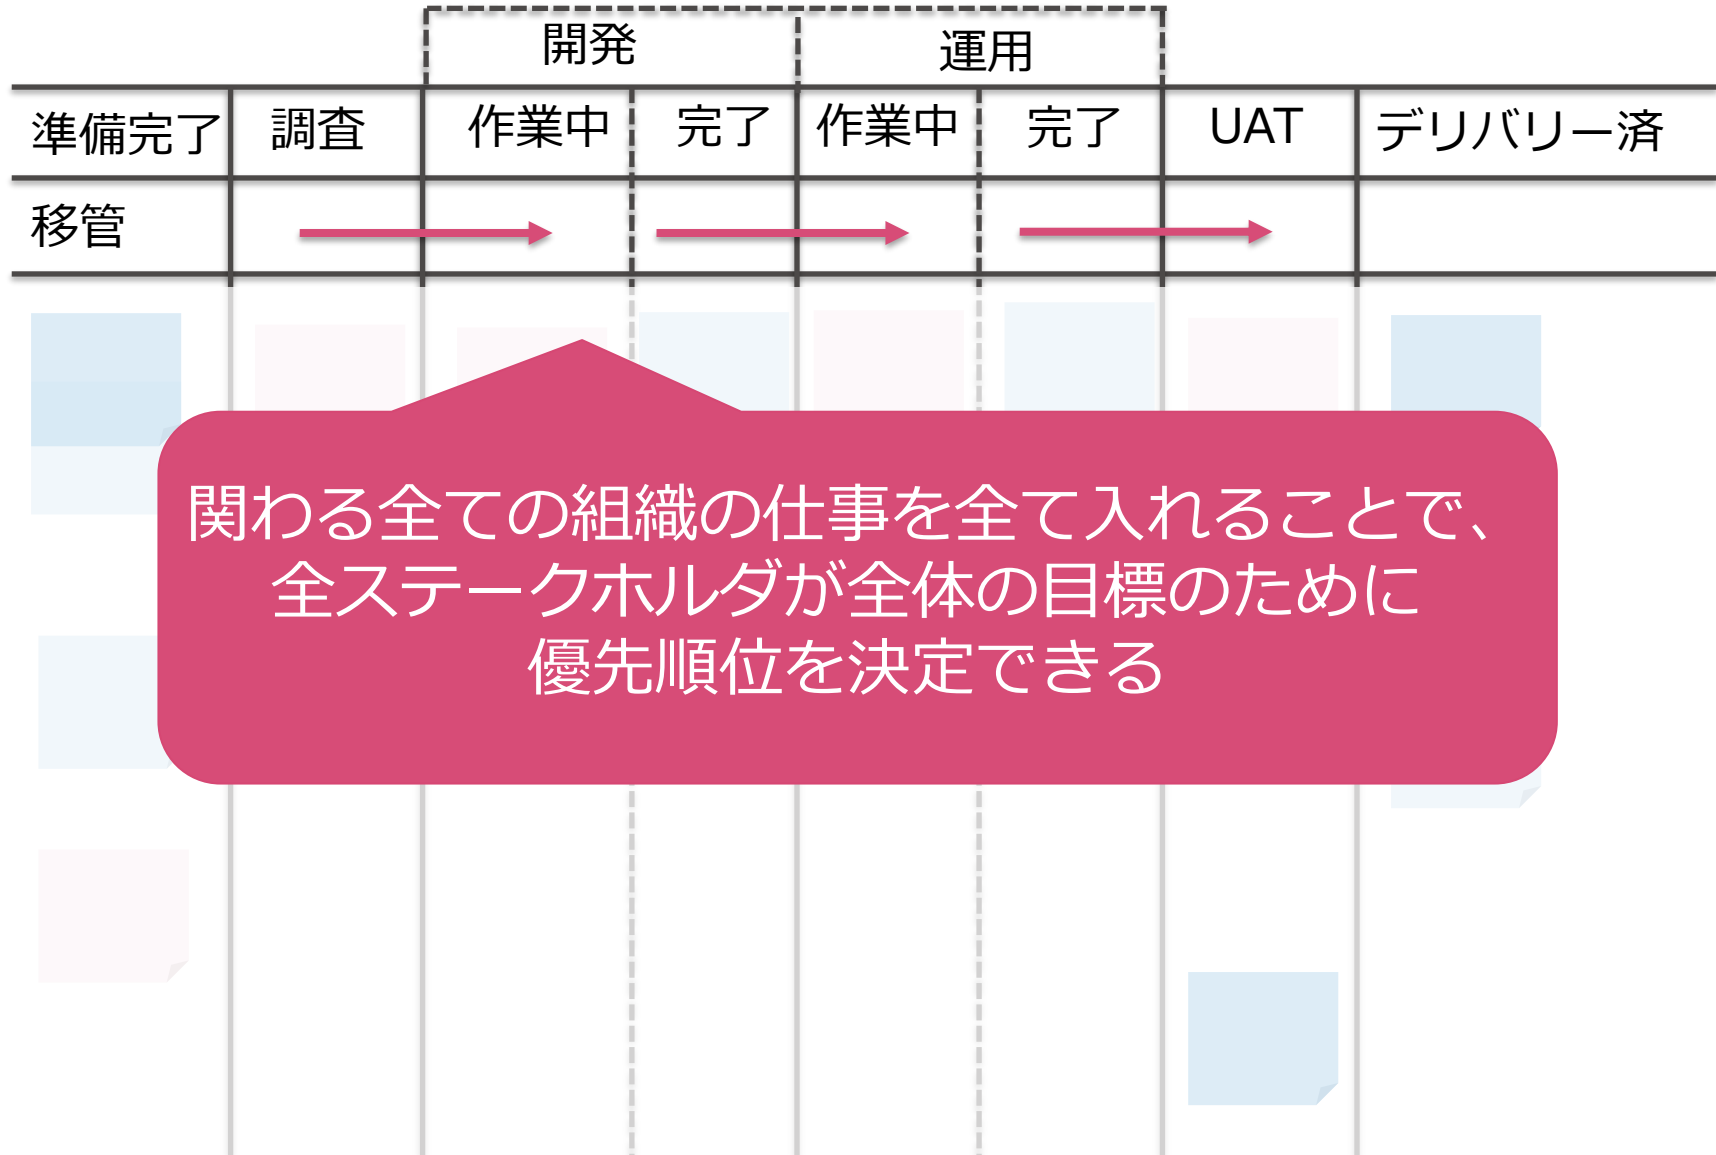 開発
運用
準備完了
調査
作業中
完了
作業中
完了
UAT
デリバリー済
移管
関わる全ての組織の仕事を全て入れることで、
全ステークホルダが全体の目標のために
優先順位を決定できる